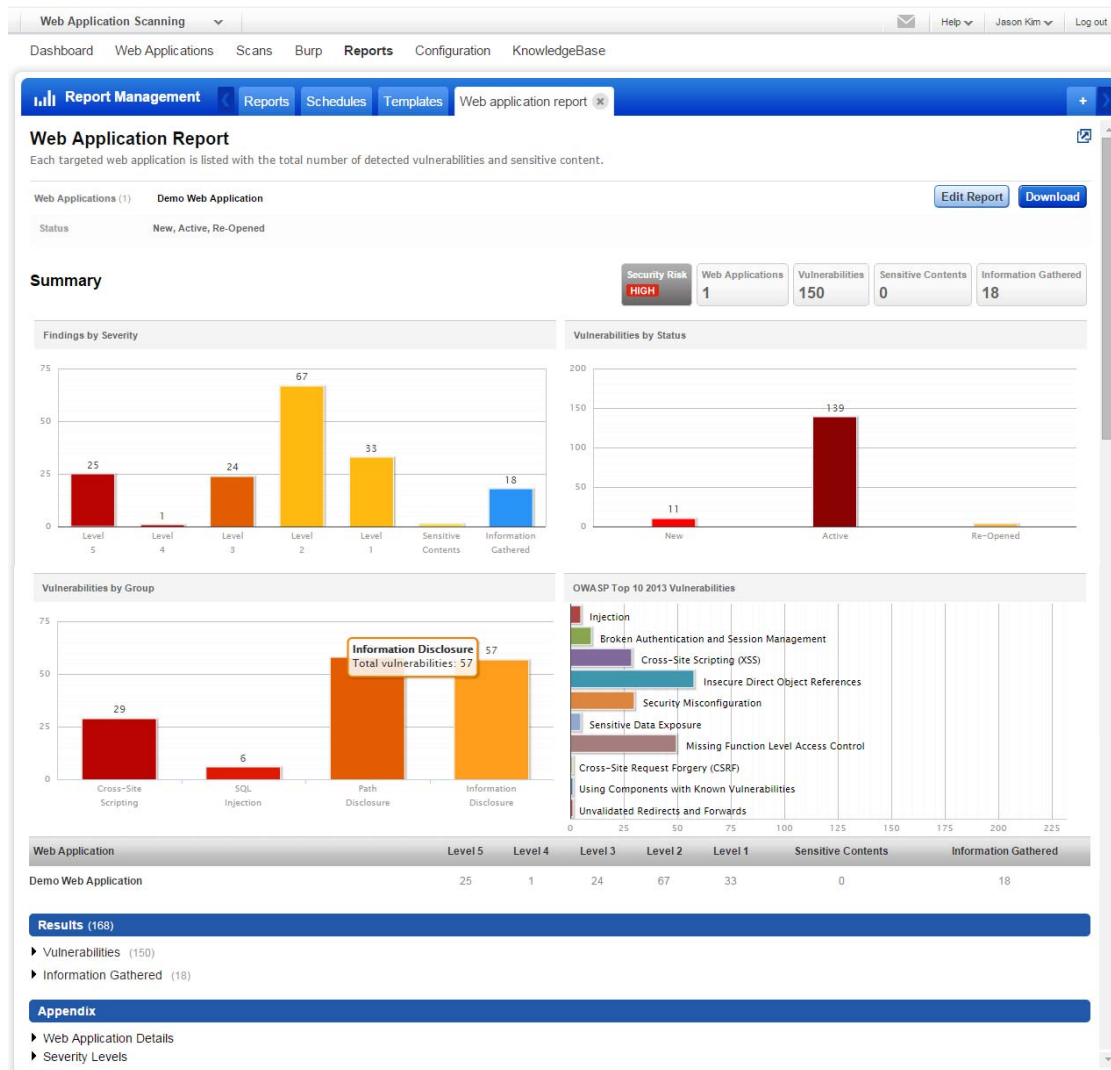 Web Application Scanning
Help Jason Kim Log out
Dashboard Web Applications Scans Burp Reports Configuration KnowledgeBase
Report Management Reports Schedules Templates Web application report +
Web Application Report
Each targeted web application is listed with the total number of detected vulnerabilities and sensitive content.
Web Applications (1) Demo Web Application Edit Report Download
Status New, Active, Re-Opened
Summary
Security Risk HIGH
Web Applications 1
Vulnerabilities 150
Sensitive Contents 0
Information Gathered 18
Findings by Severity
75
50
25
0
25
1
24
67
33
18
Level 5
Level 4
Level 3
Level 2
Level 1
Sensitive Contents
Information Gathered
Vulnerabilities by Status
200
150
100
50
0
11
139
New
Active
Re-Opened
Vulnerabilities by Group
75
50
25
0
29
6
57
Information Disclosure
Total vulnerabilities: 57
Cross-Site Scripting
SQL Injection
Path Disclosure
Information Disclosure
OWASP Top 10 2013 Vulnerabilities
Injection
Broken Authentication and Session Management
Cross-Site Scripting (XSS)
Insecure Direct Object References
Security Misconfiguration
Sensitive Data Exposure
Missing Function Level Access Control
Cross-Site Request Forgery (CSRF)
Using Components with Known Vulnerabilities
Unvalidated Redirects and Forwards
0 25 50 75 100 125 150 175 200 225
Web Application Level 5 Level 4 Level 3 Level 2 Level 1 Sensitive Contents Information Gathered
Demo Web Application 25 1 24 67 33 0 18
Results (168)
Vulnerabilities (150)
Information Gathered (18)
Appendix
Web Application Details
Severity Levels